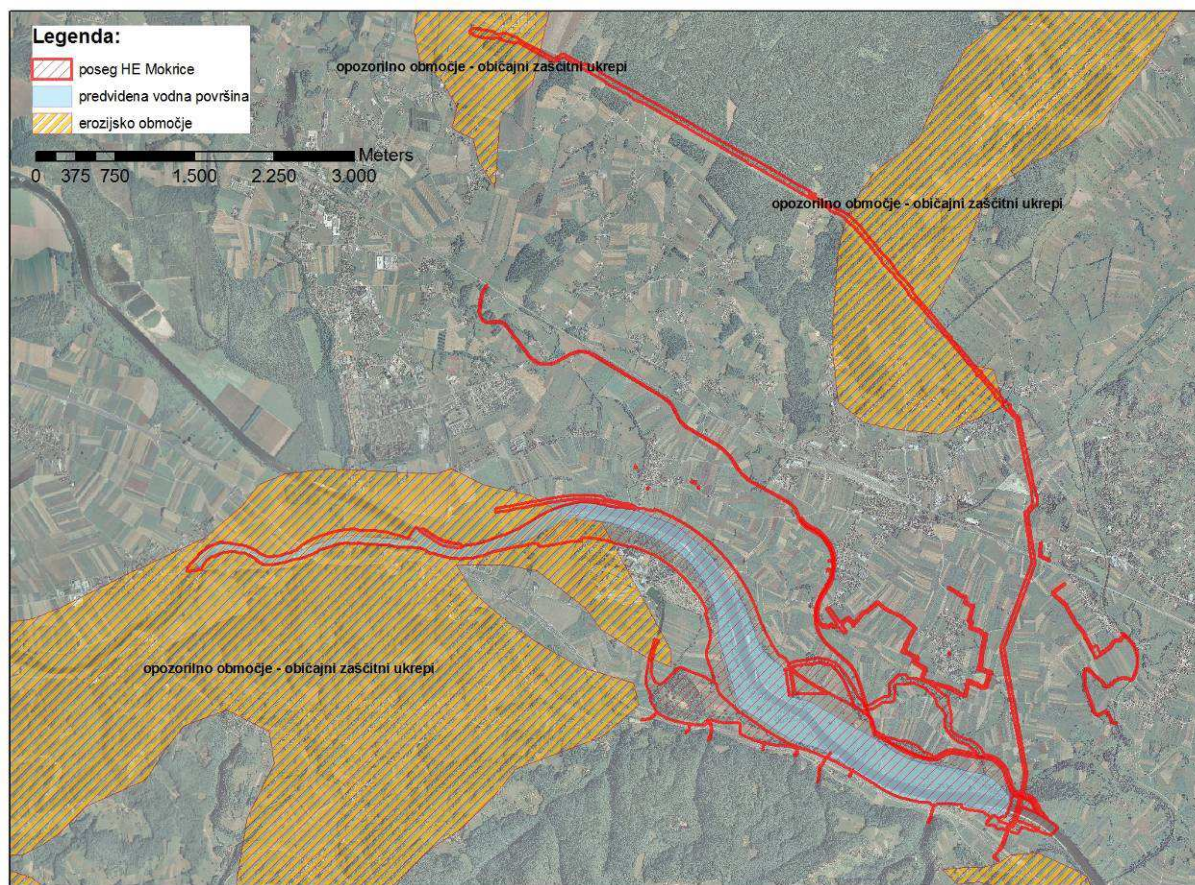 Legenda:
poseg HE Mokrice
predvidena vodna površina
erozijsko območje
Meters
0 375 750 1.500 2.250 3.000
opozorilno območje - običajni zaščitni ukrepi
opozorilno območje - običajni zaščitni ukrepi
opozorilno območje - običajni zaščitni ukrepi